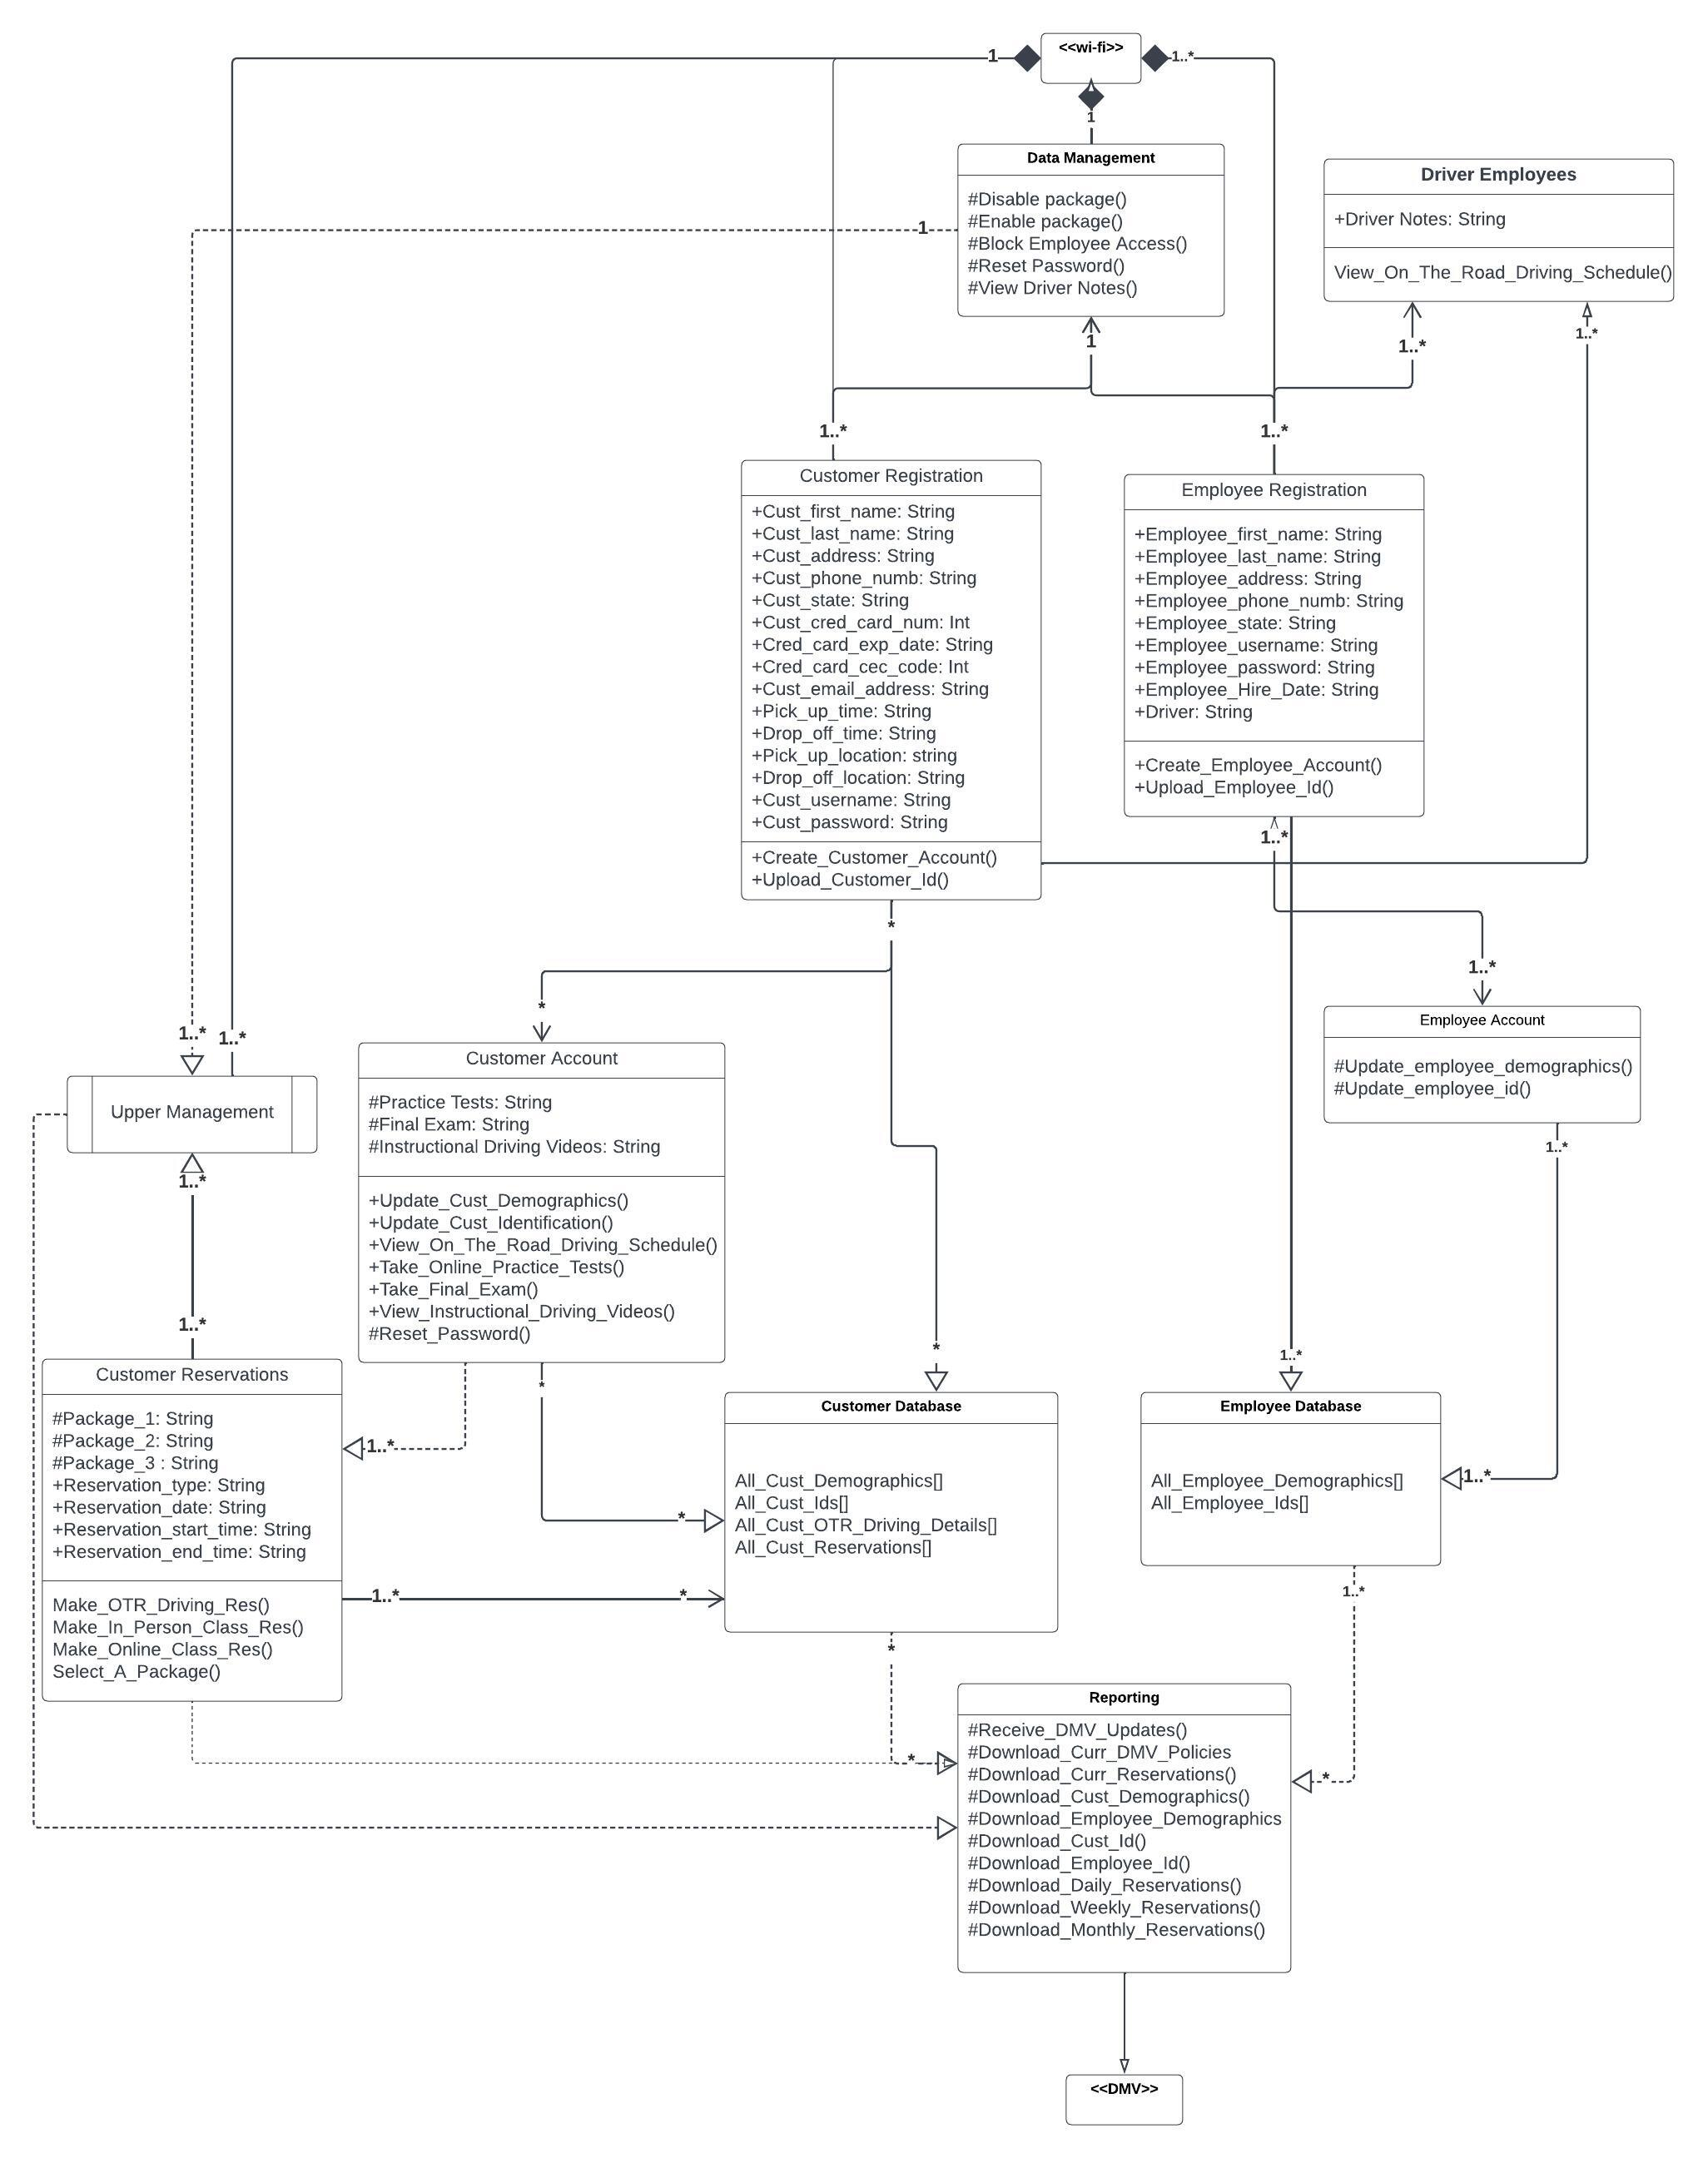 <<wi-fi>>
1
1..*
1
Data Management
#Disable package()
#Enable package()
#Block Employee Access()
#Reset Password()
#View Driver Notes()
1
Driver Employees
+Driver Notes: String
View_On_The_Road_Driving_Schedule()
1
1..*
1..*
1..*
1..*
Customer Registration
+Cust_first_name: String
+Cust_last_name: String
+Cust_address: String
+Cust_phone_numb: String
+Cust_state: String
+Cust_cred_card_num: Int
+Cred_card_exp_date: String
+Cred_card_cec_code: Int
+Cust_email_address: String
+Pick_up_time: String
+Drop_off_time: String
+Pick_up_location: string
+Drop_off_location: String
+Cust_username: String
+Cust_password: String
+Create_Customer_Account()
+Upload_Customer_Id()
Employee Registration
+Employee_first_name: String
+Employee_last_name: String
+Employee_address: String
+Employee_phone_numb: String
+Employee_state: String
+Employee_username: String
+Employee_password: String
+Employee_Hire_Date: String
+Driver: String
+Create_Employee_Account()
+Upload_Employee_Id()
1..*
*
*
1..*
1..*
1..*
Upper Management
1..*
Customer Account
#Practice Tests: String
#Final Exam: String
#Instructional Driving Videos: String
+Update_Cust_Demographics()
+Update_Cust_Identification()
+View_On_The_Road_Driving_Schedule()
+Take_Online_Practice_Tests()
+Take_Final_Exam()
+View_Instructional_Driving_Videos()
#Reset_Password()
Employee Account
#Update_employee_demographics()
#Update_employee_id()
1..*
1..*
*
*
1..*
Customer Reservations
#Package_1: String
#Package_2: String
#Package_3 : String
+Reservation_type: String
+Reservation_date: String
+Reservation_start_time: String
+Reservation_end_time: String
Make_OTR_Driving_Res()
Make_In_Person_Class_Res()
Make_Online_Class_Res()
Select_A_Package()
1..*
*
1..*
*
Customer Database
All_Cust_Demographics[]
All_Cust_Ids[]
All_Cust_OTR_Driving_Details[]
All_Cust_Reservations[]
Employee Database
All_Employee_Demographics[]
All_Employee_Ids[]
1..*
1..*
*
*
*
Reporting
#Receive_DMV_Updates()
#Download_Curr_DMV_Policies
#Download_Curr_Reservations()
#Download_Cust_Demographics()
#Download_Employee_Demographics
#Download_Cust_Id()
#Download_Employee_Id()
#Download_Daily_Reservations()
#Download_Weekly_Reservations()
#Download_Monthly_Reservations()
<<DMV>>